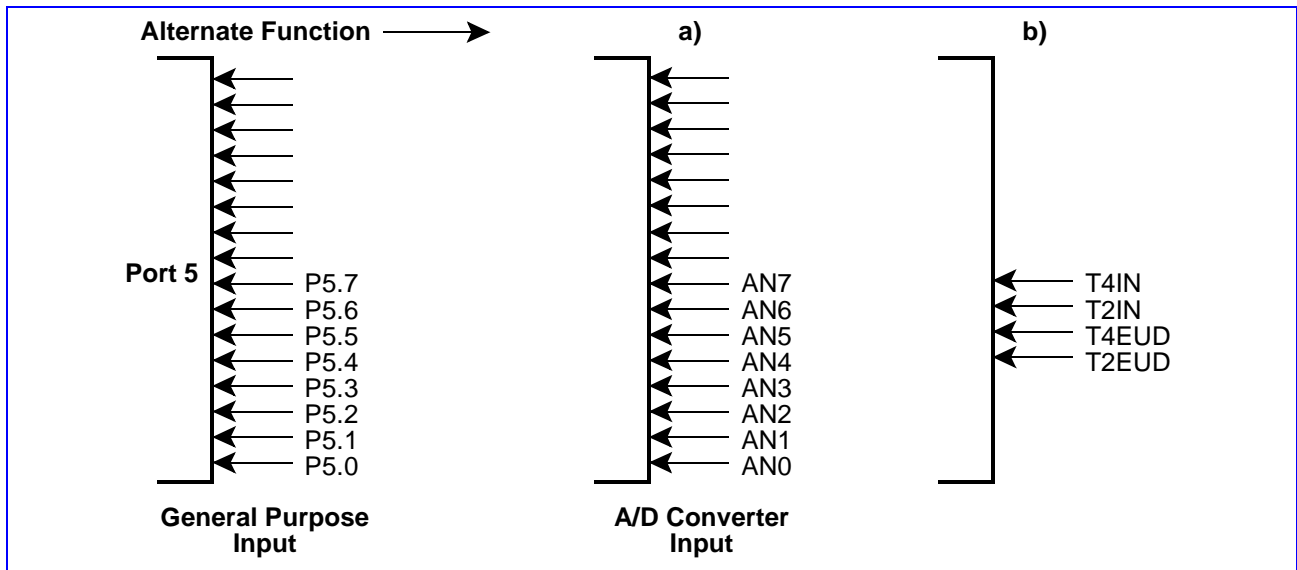 Alternate Function a) b)
Port 5
P5.7 AN7 T4IN
P5.6 AN6 T2IN
P5.5 AN5 T4EUD
P5.4 AN4 T2EUD
P5.3 AN3
P5.2 AN2
P5.1 AN1
P5.0 AN0
General Purpose A/D Converter
Input Input